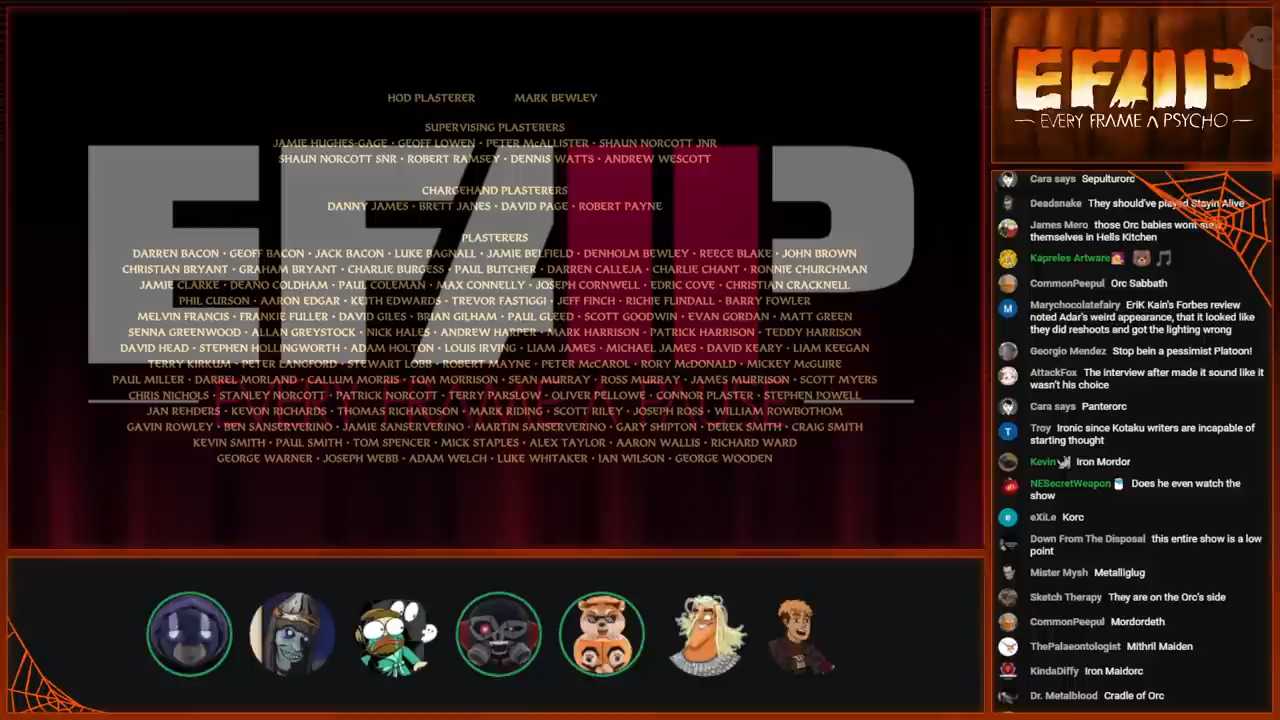 HOD PLASTERER MARK BEWLEY
SUPERVISING PLASTERERS
JAMIE HUGHES-GAGE • GEOFF LOWEN • PETER McALLISTER • SHAUN NORCOTT JNR
SHAUN NORCOTT SNR • ROBERT RAMSEY • DENNIS WATTS • ANDREW WESCOTT
CHARGEHAND PLASTERERS
DANNY JAMES • BRETT JANES • DAVID PAGE • ROBERT PAYNE
PLASTERERS
DARREN BACON • GEOFF BACON • JACK BACON • LUKE BAGNALL • JAMIE BELFIELD • DENHOLM BEWLEY • REECE BLAKE • JOHN BROWN
CHRISTIAN BRYANT • GRAHAM BRYANT • CHARLIE BURGESS • PAUL BUTCHER • DARREN CALLEJA • CHARLIE CHANT • RONNIE CHURCHMAN
JAMIE CLARKE • DEANO COLDHAM • PAUL COLEMAN • MAX CONNELLY • JOSEPH CORNWELL • EDRIC COVE • CHRISTIAN CRACKNELL
PHIL CURSON • AARON EDGAR • KEITH EDWARDS • TREVOR FASTIGGI • JEFF FINCH • RICHIE FLINDALL • BARRY FOWLER
MELVIN FRANCIS • FRANKIE FULLER • DAVID GILES • BRIAN GILHAM • PAUL GLEED • SCOTT GOODWIN • EVAN GORDAN • MATT GREEN
SENNA GREENWOOD • ALLAN GREYSTOCK • NICK HALES • ANDREW HARPER • MARK HARRISON • PATRICK HARRISON • TEDDY HARRISON
DAVID HEAD • STEPHEN HOLLINGWORTH • ADAM HOLTON • LOUIS IRVING • LIAM JAMES • MICHAEL JAMES • DAVID KEARY • LIAM KEEGAN
TERRY KIRKUM • PETER LANGFORD • STEWART LOBB • ROBERT MAYNE • PETER McCAROL • RORY McDONALD • MICKEY McGUIRE
PAUL MILLER • DARREL MORLAND • CALLUM MORRIS • TOM MORRISON • SEAN MURRAY • ROSS MURRAY • JAMES MURRISON • SCOTT MYERS
CHRIS NICHOLS • STANLEY NORCOTT • PATRICK NORCOT • TERRY PARSLOW • OLIVER PELLOWE • CONNOR PLASTER • STEPHEN POWELL
JAN REHDERS • KEVON RICHARDS • THOMAS RICHARDSON • MARK RIDING • SCOTT RILEY • JOSEPH ROSS • WILLIAM ROWBOTHOM
GAVIN ROWLEY • BEN SANSERVERINO • JAMIE SANSERVERINO • MARTIN SANSERVERINO • GARY SHIPTON • DEREK SMITH • CRAIG SMITH
KEVIN SMITH • PAUL SMITH • TOM SPENCER • MICK STAPLES • ALEX TAYLOR • AARON WALLIS • RICHARD WARD
GEORGE WARNER • JOSEPH WEBB • ADAM WELCH • LUKE WHITAKER • IAN WILSON • GEORGE WOODEN
EFAP
EFAP
EVERY FRAME A PSYCHO
Cara says Sepulturorc
Deadsnake They should've played Stayin Alive
James Mero those Orc babies wont
themselves in Hells Kitchen
Kapreles Artware
CommonPeepul Orc Sabbath
Marychocolatefairy EriK Kain's Forbes review
noted Adar's weird appearance, that it looked like
they did reshoots and got the lighting wrong
Georgio Mendez Stop bein a pessimist Platoon!
AttackFox The interview after made it sound like it
wasn't his choice
Cara says Panterorc
Troy Ironic since Kotaku writers are incapable of
starting thought
Kevin Iron Mordor
NESecretWeapon Does he even watch the
show
eXiLe Korc
Down From The Disposal this entire show is a low
point
Mister Mysh Metalliglug
Sketch Therapy They are on the Orc's side
CommonPeepul Mordordeth
ThePalaeontologist Mithril Maiden
KindaDiffy Iron Maidorc
Dr. Metalblood Cradle of Orc